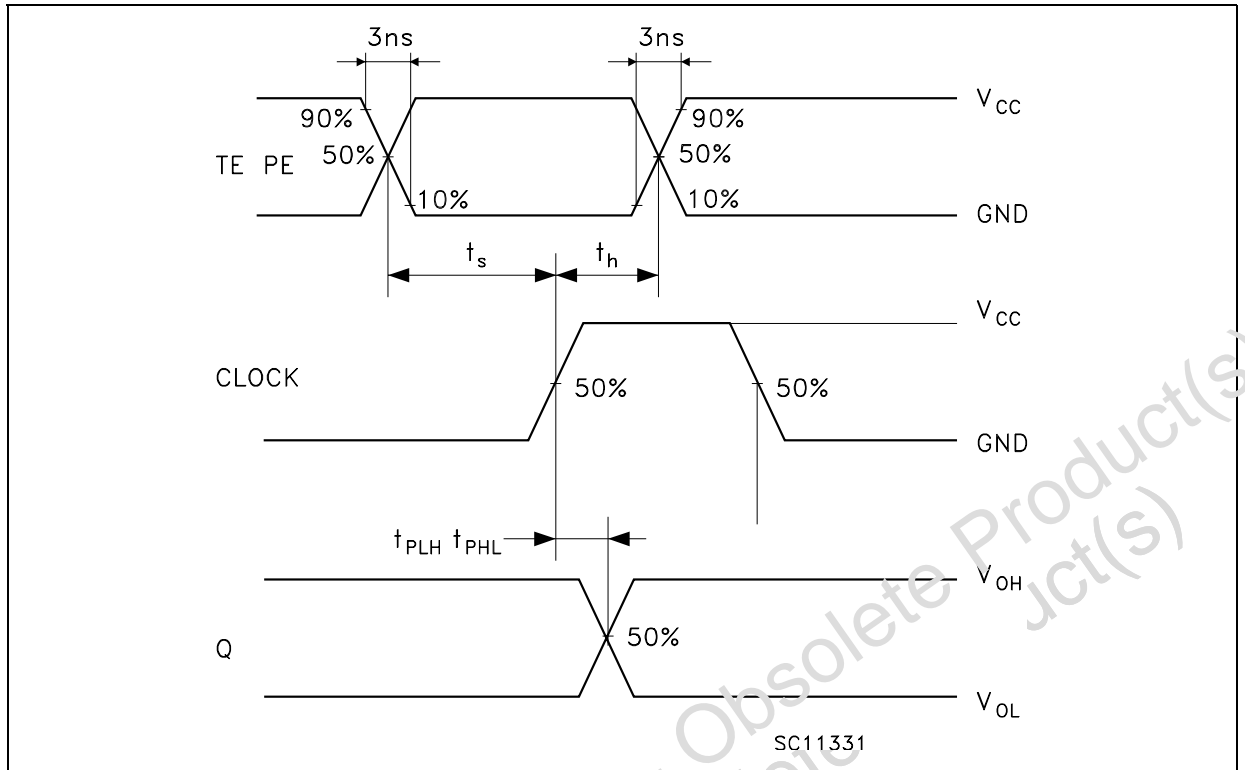 3ns 3ns
V CC
90% 90%
TE PE 50% 50%
10% 10%
GND
t s t h
V CC
CLOCK 50% 50%
GND
t PLH t PHL
V OH
Q 50%
V OL
SC11331
Obsolete Product(s)
uct(s)